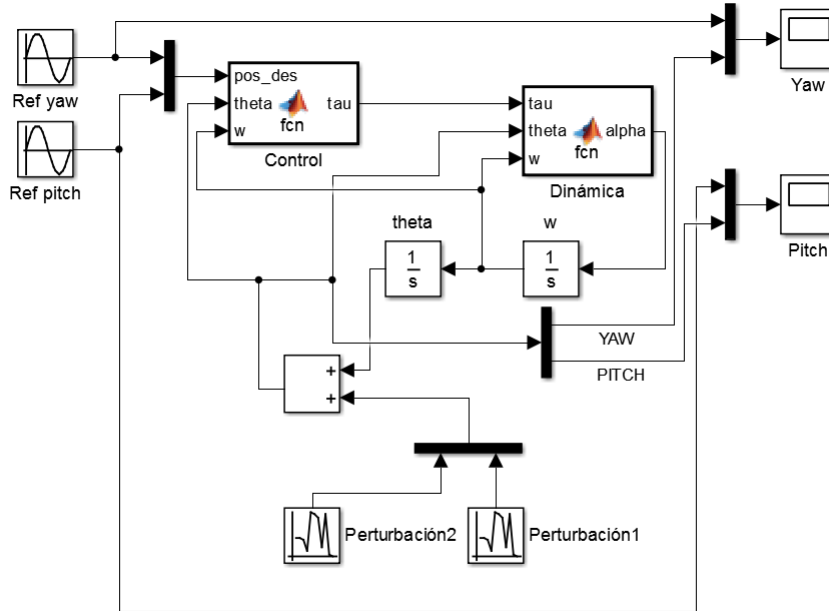 Ref yaw
Ref pitch
pos_des
theta
w
tau
fcn
Control
tau
theta
w
alpha
fcn
Dinámica
Yaw
Pitch
theta
1
s
w
1
s
YAW
PITCH
+
+
Perturbación2
Perturbación1